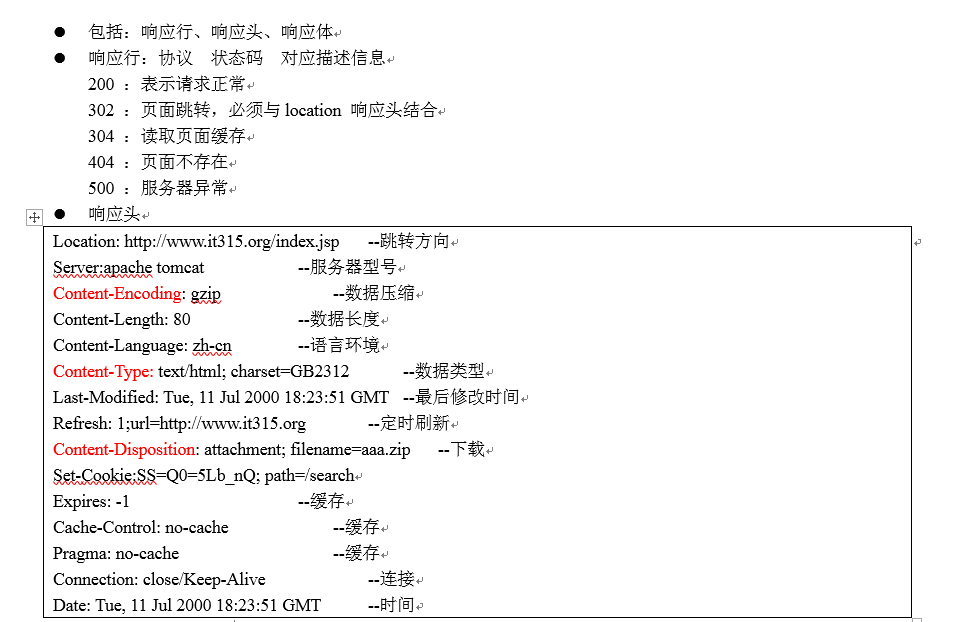 ● 包括：响应行、响应头、响应体
● 响应行：协议 状态码 对应描述信息
200 ：表示请求正常
302 ：页面跳转，必须与 location 响应头结合
304 ：读取页面缓存
404 ：页面不存在
500 ：服务器异常
● 响应头
Location: http://www.it315.org/index.jsp --跳转方向
Server:apache tomcat --服务器型号
Content-Encoding: gzip --数据压缩
Content-Length: 80 --数据长度
Content-Language: zh-cn --语言环境
Content-Type: text/html; charset=GB2312 --数据类型
Last-Modified: Tue, 11 Jul 2000 18:23:51 GMT --最后修改时间
Refresh: 1;url=http://www.it315.org --定时刷新
Content-Disposition: attachment; filename=aaa.zip --下载
Set-Cookie:SS=Q0=5Lb_nQ; path=/search
Expires: -1 --缓存
Cache-Control: no-cache --缓存
Pragma: no-cache --缓存
Connection: close/Keep-Alive --连接
Date: Tue, 11 Jul 2000 18:23:51 GMT --时间